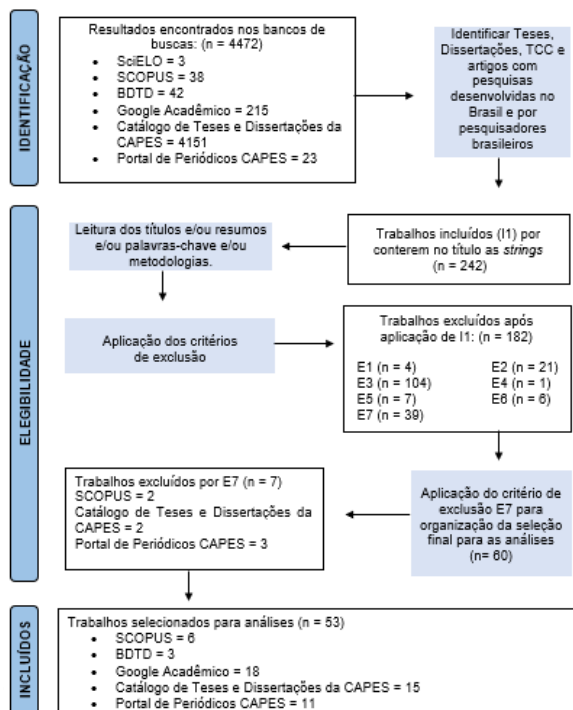 IDENTIFICAÇÃO
Resultados encontrados nos bancos de
buscas: (n = 4472)
• SciELO = 3
• SCOPUS = 38
• BDTD = 42
• Google Acadêmico = 215
• Catálogo de Teses e Dissertações da
CAPES = 4151
• Portal de Periódicos CAPES = 23
Identificar Teses,
Dissertações, TCC e
artigos com
pesquisas
desenvolvidas no
Brasil e por
pesquisadores
brasileiros
ELEGIBILIDADE
Leitura dos títulos e/ou resumos
e/ou palavras-chave e/ou
metodologias.
Trabalhos incluídos (I1) por
conterem no título as strings
(n = 242)
Aplicação dos critérios
de exclusão
Trabalhos excluídos após
aplicação de I1: (n = 182)
E1 (n = 4) E2 (n = 21)
E3 (n = 104) E4 (n = 1)
E5 (n = 7) E6 (n = 6)
E7 (n = 39)
Trabalhos excluídos por E7 (n = 7)
SCOPUS = 2
Catálogo de Teses e Dissertações da
CAPES = 2
Portal de Periódicos CAPES = 3
Aplicação do critério de
exclusão E7 para
organização da seleção
final para as análises
(n= 60)
INCLUÍDOS
Trabalhos selecionados para análises (n = 53)
• SCOPUS = 6
• BDTD = 3
• Google Acadêmico = 18
• Catálogo de Teses e Dissertações da CAPES = 15
• Portal de Periódicos CAPES = 11